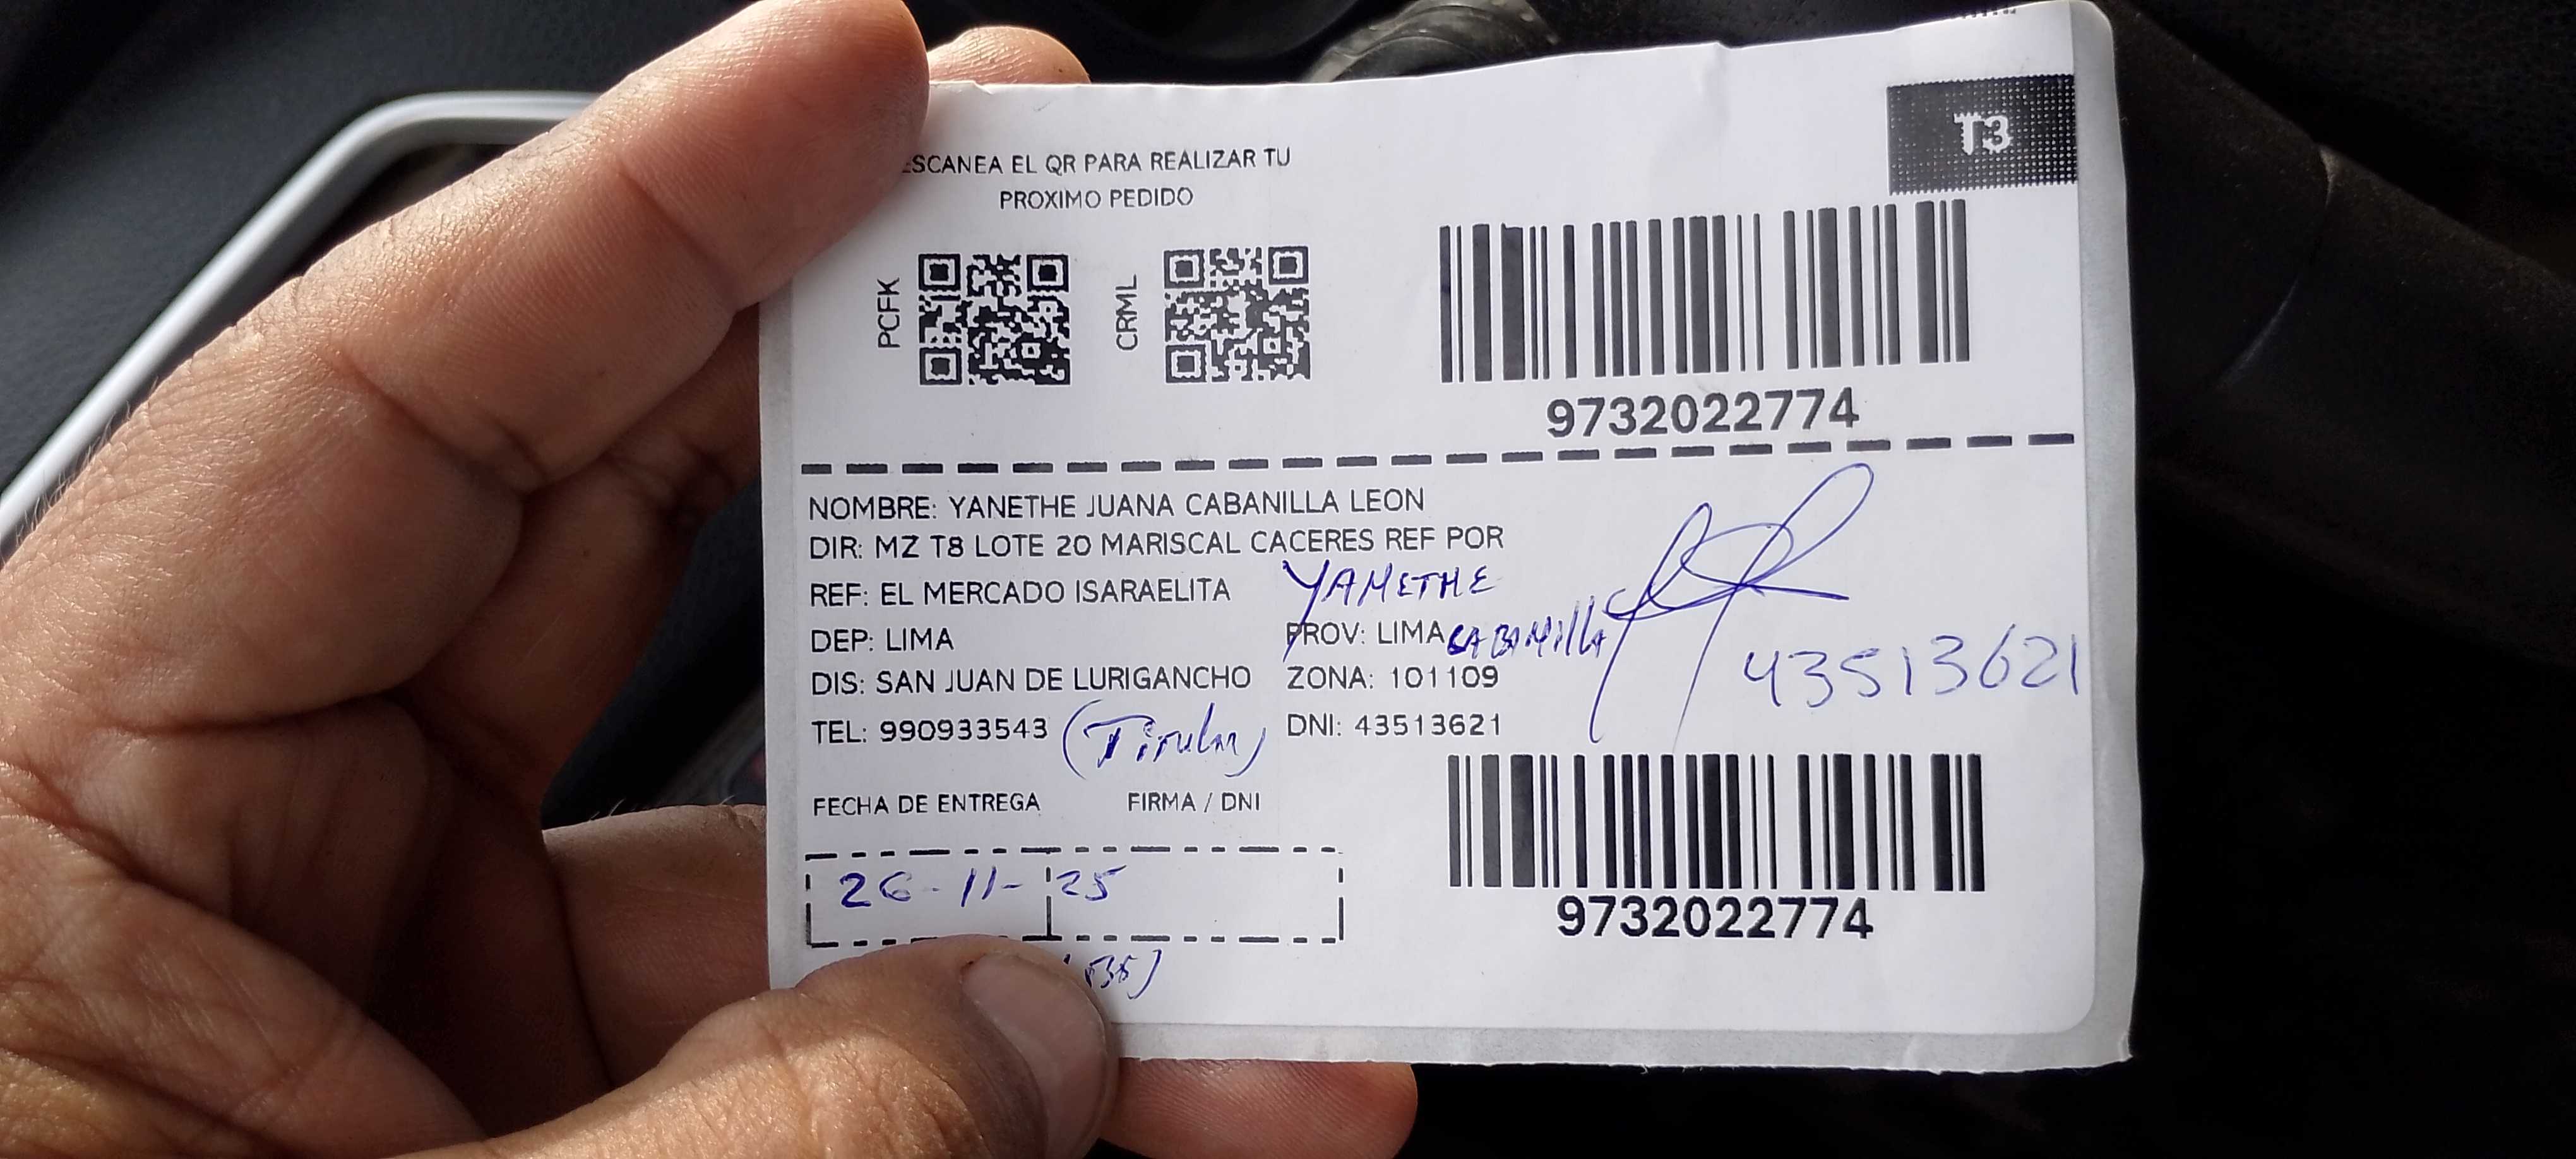 ESCANEA EL QR PARA REALIZAR TU
PROXIMO PEDIDO
T3
PCFK
CRML
9732022774
NOMBRE: YANETHE JUANA CABANILLA LEON
DIR: MZ T8 LOTE 20 MARISCAL CACERES REF POR
REF: EL MERCADO ISARAELITA
YANETHE
DEP: LIMA PROV: LIMA
CABANIllA
DIS: SAN JUAN DE LURIGANCHO ZONA: 101109
43513621
TEL: 990933543 (Titular) DNI: 43513621
FECHA DE ENTREGA FIRMA / DNI
26-11-25
9732022774